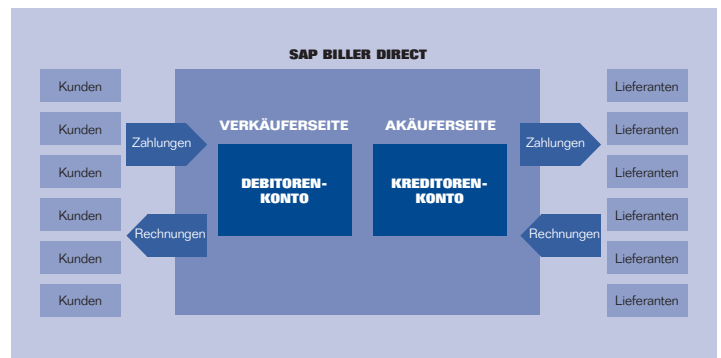 SAP BILLER DIRECT
Kunden
Kunden
Kunden
Kunden
Kunden
Kunden
Zahlungen
Rechnungen
VERKÄUFERSEITE
DEBITOREN-
KONTO
AKÄUFERSEITE
KREDITOREN-
KONTO
Zahlungen
Rechnungen
Lieferanten
Lieferanten
Lieferanten
Lieferanten
Lieferanten
Lieferanten